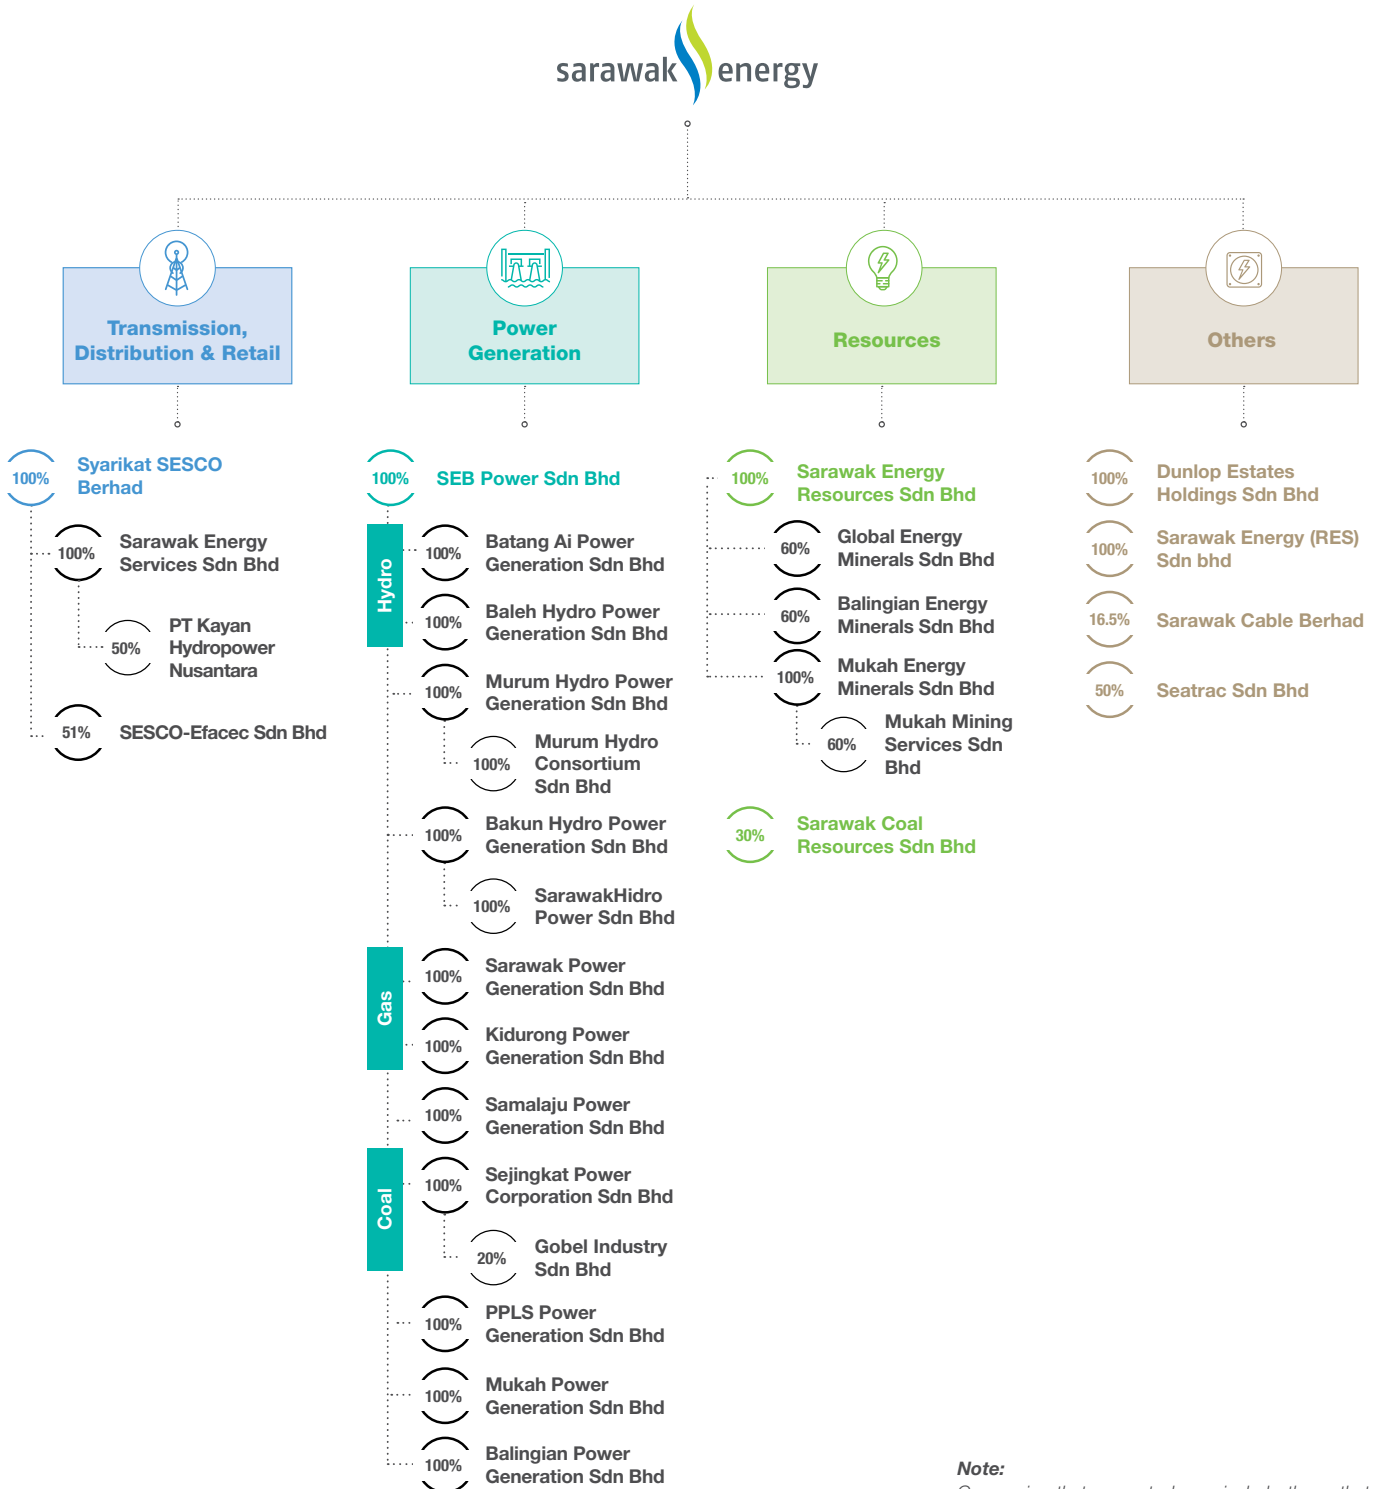 sarawak energy
Transmission,
Distribution & Retail
100%
Syarikat SESCO
Berhad
100%
Sarawak Energy
Services Sdn Bhd
50%
PT Kayan
Hydropower
Nusantara
51%
SESCO-Efacec Sdn Bhd
Power
Generation
100%
SEB Power Sdn Bhd
Hydro
100%
Batang Ai Power
Generation Sdn Bhd
100%
Baleh Hydro Power
Generation Sdn Bhd
100%
Murum Hydro Power
Generation Sdn Bhd
100%
Murum Hydro
Consortium
Sdn Bhd
100%
Bakun Hydro Power
Generation Sdn Bhd
100%
SarawakHidro
Power Sdn Bhd
Gas
100%
Sarawak Power
Generation Sdn Bhd
100%
Kidurong Power
Generation Sdn Bhd
100%
Samalaju Power
Generation Sdn Bhd
Coal
100%
Sejingkat Power
Corporation Sdn Bhd
20%
Gobel Industry
Sdn Bhd
100%
PPLS Power
Generation Sdn Bhd
100%
Mukah Power
Generation Sdn Bhd
100%
Balingian Power
Generation Sdn Bhd
Resources
100%
Sarawak Energy
Resources Sdn Bhd
60%
Global Energy
Minerals Sdn Bhd
60%
Balingian Energy
Minerals Sdn Bhd
100%
Mukah Energy
Minerals Sdn Bhd
60%
Mukah Mining
Services Sdn
Bhd
30%
Sarawak Coal
Resources Sdn Bhd
Others
100%
Dunlop Estates
Holdings Sdn Bhd
100%
Sarawak Energy (RES)
Sdn bhd
16.5%
Sarawak Cable Berhad
50%
Seatrac Sdn Bhd
Note: